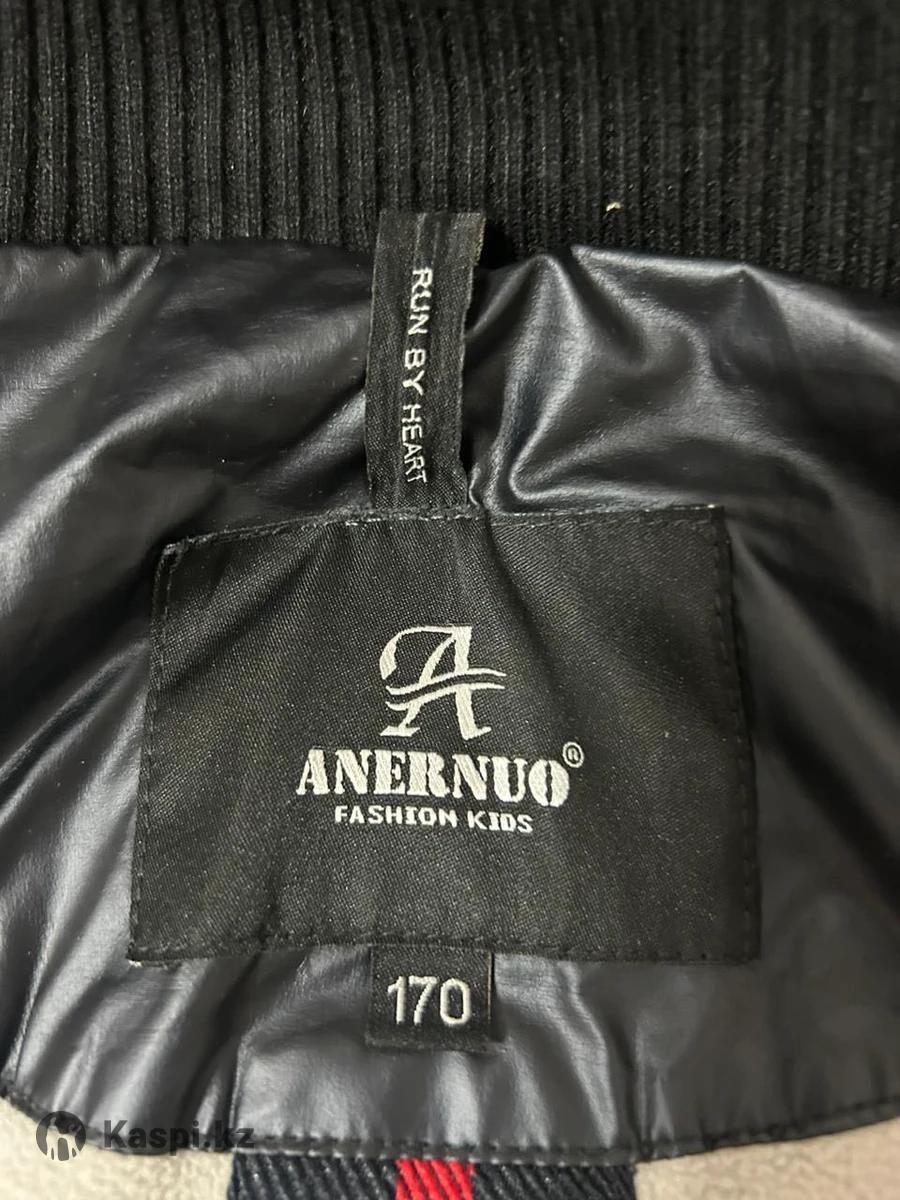 RUN BY HEART
A
ANERNUO®
FASHION KIDS
170
Kaspi.kz